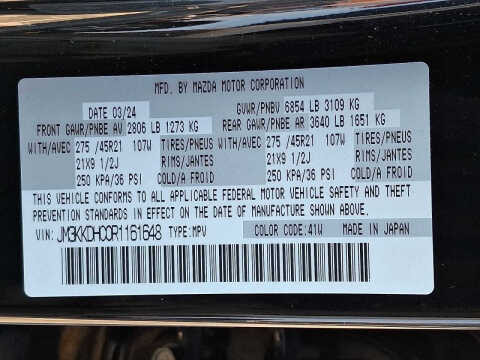 MFD. BY MAZDA MOTOR CORPORATION
DATE 03/24 GVWR/PNBV 6854 LB 3109 KG
FRONT GAWR/PNBE AV 2806 LB 1273 KG REAR GAWR/PNBE AR 3640 LB 1651 KG
WITH/AVEC 275 /45R21 107W TIRES/PNEUS WITH/AVEC 275 /45R21 107W TIRES/PNEUS
21X9 1/2J RIMS/JANTES 21X9 1/2J RIMS/JANTES
250 KPA/36 PSI COLD/A FROID 250 KPA/36 PSI COLD/A FROID
THIS VEHICLE CONFORMS TO ALL APPLICABLE FEDERAL MOTOR VEHICLE SAFETY AND THEFT
PREVENTION STANDARDS IN EFFECT ON THE DATE OF MANUFACTURE SHOWN ABOVE.
VIN: JM3KKDHC0R1161648 TYPE: MPV COLOR CODE: 41W MADE IN JAPAN